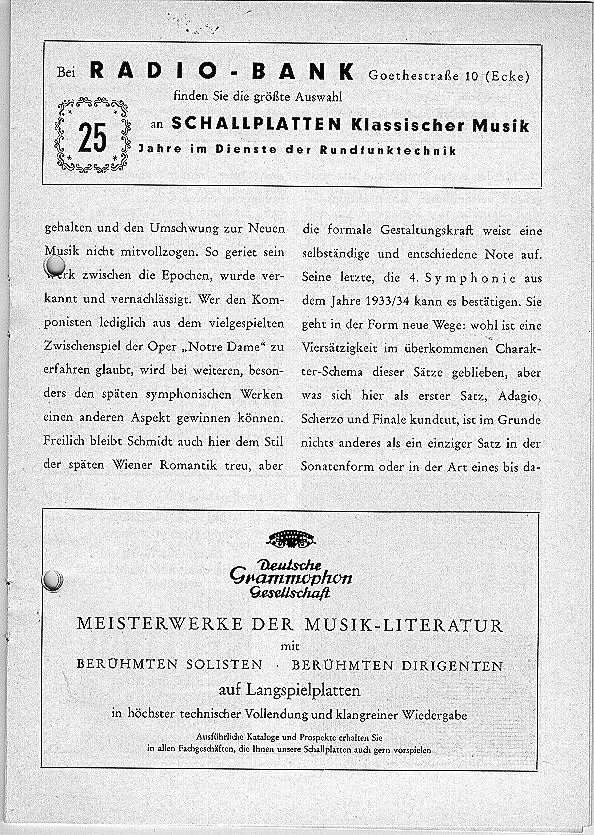 Bei RADIO-BANK Goethestraße 10 (Ecke)
finden Sie die größte Auswahl
25
an SCHALLPLATTEN Klassischer Musik
Jahre im Dienste der Rundfunktechnik
gehalten und den Umschwung zur Neuen
Musik nicht mitvollzogen. So geriet sein
Werk zwischen die Epochen, wurde ver-
kannt und vernachlässigt. Wer den Kom-
ponisten lediglich aus dem vielgespielten
Zwischenspiel der Oper „Notre Dame“ zu
erfahren glaubt, wird bei weiteren, beson-
ders den späten symphonischen Werken
einen anderen Aspekt gewinnen können.
Freilich bleibt Schmidt auch hier dem Stil
der späten Wiener Romantik treu, aber
die formale Gestaltungskraft weist eine
selbständige und entschiedene Note auf.
Seine letzte, die 4. Symphonie aus
dem Jahre 1933/34 kann es bestätigen. Sie
geht in der Form neue Wege: wohl ist eine
Viersätzigkeit im überkommenen Charak-
ter-Schema dieser Sätze geblieben, aber
was sich hier als erster Satz, Adagio,
Scherzo und Finale kundtut, ist im Grunde
nichts anderes als ein einziger Satz in der
Sonatenform oder in der Art eines bis da-
Deutsche
Grammophon
Gesellschaft
MEISTERWERKE DER MUSIK-LITERATUR
mit
BERÜHMTEN SOLISTEN · BERÜHMTEN DIRIGENTEN
auf Langspielplatten
in höchster technischer Vollendung und klangreiner Wiedergabe
Ausführliche Kataloge und Prospekte erhalten Sie
in allen Fachgeschäften, die Ihnen unsere Schallplatten auch gern vorspielen